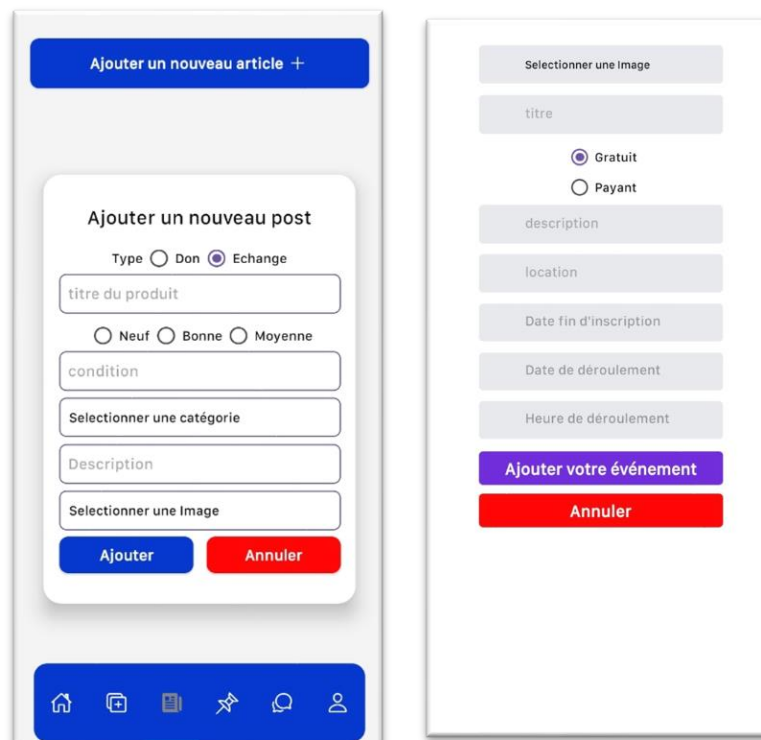 Ajouter un nouveau article +
Ajouter un nouveau post
Type Don Echange
titre du produit
Neuf Bonne Moyenne
condition
Selectionner une catégorie
Description
Selectionner une Image
Ajouter Annuler
Selectionner une Image
titre
Gratuit
Payant
description
location
Date fin d'inscription
Date de déroulement
Heure de déroulement
Ajouter votre événement
Annuler